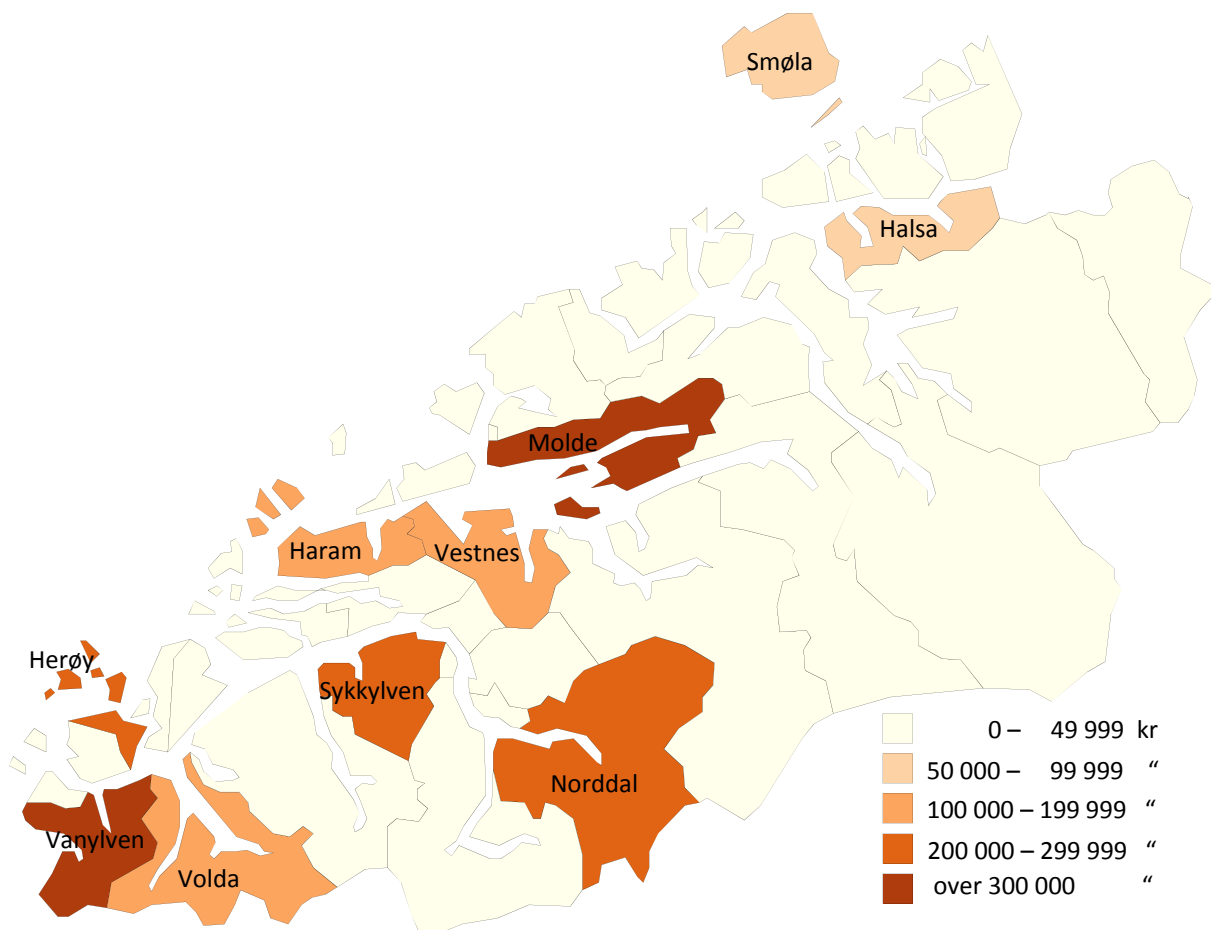 Smøla
Halsa
Molde
Haram
Vestnes
Herøy
Sykkylven
Norddal
Vanylven
Volda
0 – 49 999 kr
50 000 – 99 999 “
100 000 – 199 999 “
200 000 – 299 999 “
over 300 000 “